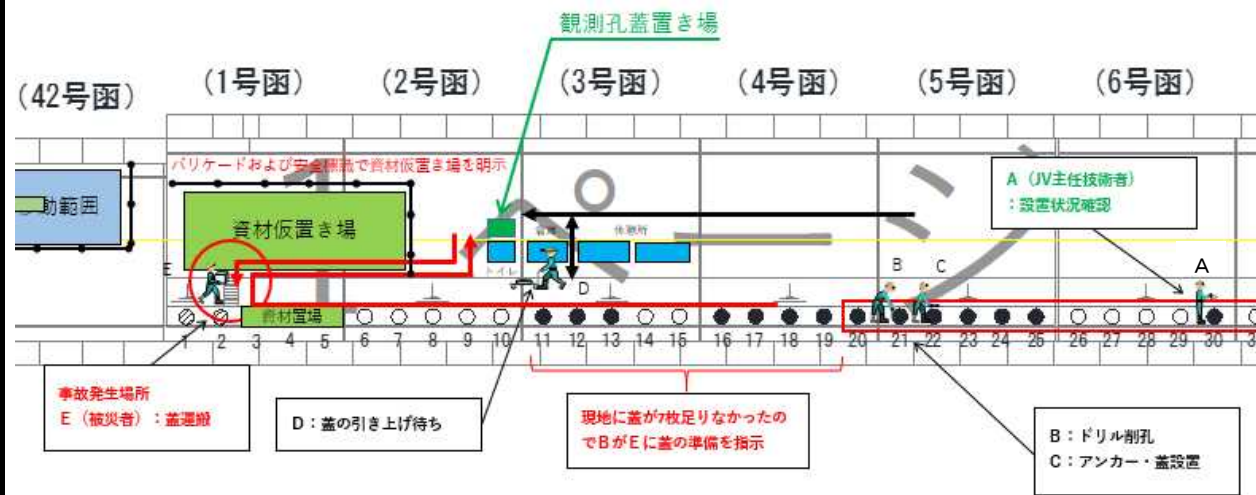 観測孔蓋置き場
(42号函)
(1号函)
(2号函)
(3号函)
(4号函)
(5号函)
(6号函)
バリケードおよび安全標識で資材仮置き場を明示
動範囲
資材仮置き場
休憩所
トイレ
A (JV主任技術者)
:設置状況確認
E
D
B
C
A
資材置場
1 2 3 4 5 6 7 8 9 10 11 12 13 14 15 16 17 18 19 20 21 22 23 24 25 26 27 28 29 30 3
事故発生場所
E (被災者) : 蓋運搬
D : 蓋の引き上げ待ち
現地に蓋が7枚足りなかったの
でBがEに蓋の準備を指示
B : ドリル削孔
C : アンカー・蓋設置
ページ